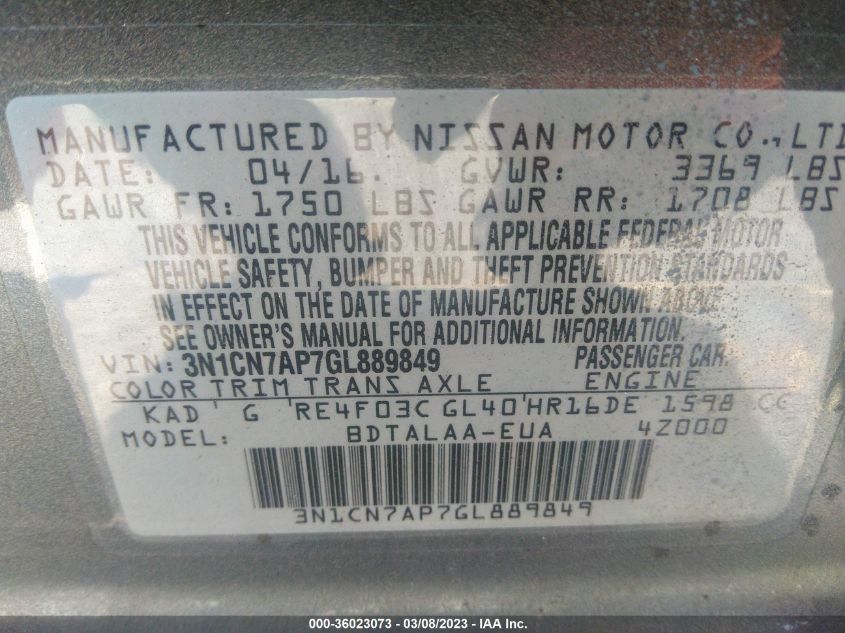 MANUFACTURED BY NISSAN MOTOR CO., LTD
DATE: 04/16. GVWR: 3369 LBS
GAWR FR: 1750 LBS GAWR RR: 1708 LBS
THIS VEHICLE CONFORMS TO ALL APPLICABLE FEDERAL MOTOR
VEHICLE SAFETY, BUMPER AND THEFT PREVENTION STANDARDS
IN EFFECT ON THE DATE OF MANUFACTURE SHOWN ABOVE
SEE OWNER'S MANUAL FOR ADDITIONAL INFORMATION.
VIN: 3N1CN7AP7GL889849 PASSENGER CAR
COLOR TRIM TRANS AXLE ENGINE
KAD G RE4F03C GL40 HR16DE 1598 CC
MODEL: BDTALAA-EUA 4Z000
3N1CN7AP7GL889849
000-36023073 - 03/08/2023 - IAA Inc.